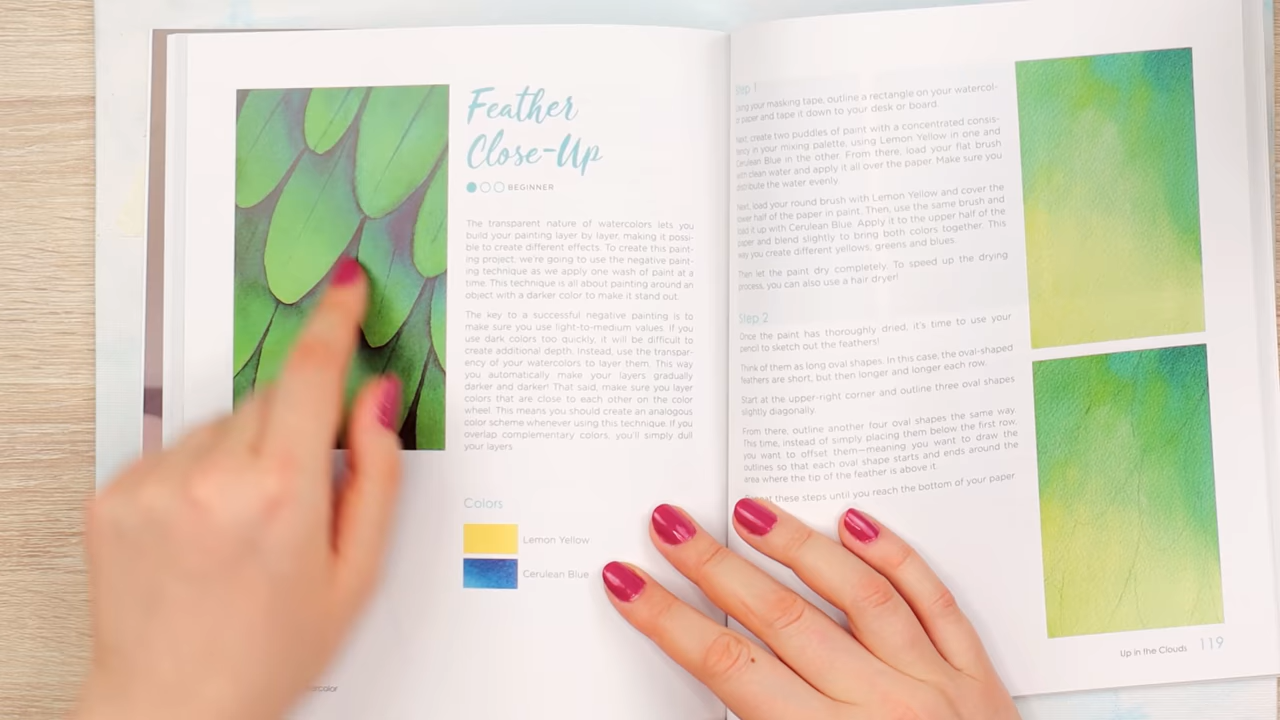 Feather
Close-Up
BEGINNER
The transparent nature of watercolors lets you
build your painting layer by layer, making it possi-
ble to create different effects. To create this paint-
ing project, we're going to use the negative paint-
ing technique as we apply one wash of paint at a
time. This technique is all about painting around an
object with a darker color to make it stand out.
The key to a successful negative painting is to
make sure you use light-to-medium values. If you
use dark colors too quickly, it will be difficult to
create additional depth. Instead, use the transpar-
ency of your watercolors to layer them. This way
you automatically make your layers gradually
darker and darker! That said, make sure you layer
colors that are close to each other on the color
wheel. This means you should create an analogous
color scheme whenever using this technique. If you
overlap complementary colors, you'll simply dull
your layers
Colors
Lemon Yellow
Cerulean Blue
Step 1
your masking tape, outline a rectangle on your watercol-
paper and tape it down to your desk or board.
create two puddles of paint with a concentrated consis-
in your mixing palette, using Lemon Yellow in one and
Cerulean Blue in the other. From there, load your flat brush
with clean water and apply it all over the paper. Make sure you
the water evenly.
load your round brush with Lemon Yellow and cover the
half of the paper in paint. Then, use the same brush and
load it up with Cerulean Blue. Apply it to the upper half of the
paper and blend slightly to bring both colors together. This
way you create different yellows, greens and blues.
Then let the paint dry completely. To speed up the drying
process, you can also use a hair dryer!
Step 2
Once the paint has thoroughly dried, it's time to use your
pencil to sketch out the feathers!
Think of them as long oval shapes. In this case, the oval-shaped
feathers are short, but then longer and longer each row.
Start at the upper-right corner and outline three oval shapes
slightly diagonally.
From there, outline another four oval shapes the same way.
This time, instead of simply placing them below the first row,
you want to offset them—meaning you want to draw the
outlines so that each oval shape starts and ends around the
area where the tip of the feather is above it.
these steps until you reach the bottom of your paper
Up in the Clouds 119